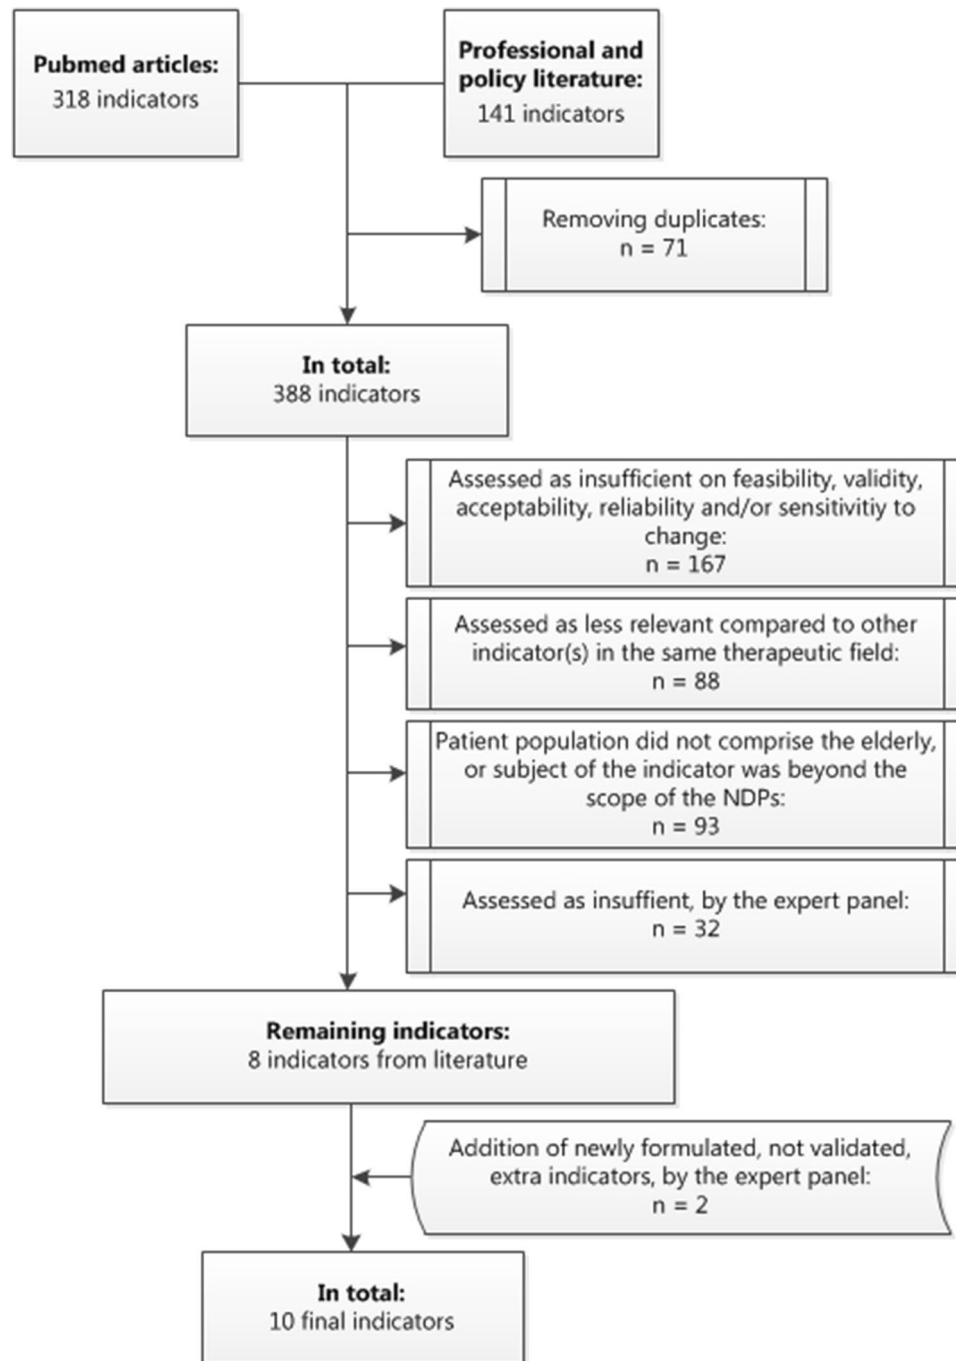 Pubmed articles:
318 indicators
Professional and
policy literature:
141 indicators
Removing duplicates:
n = 71
In total:
388 indicators
Assessed as insufficient on feasibility, validity,
acceptability, reliability and/or sensitivitiy to
change:
n = 167
Assessed as less relevant compared to other
indicator(s) in the same therapeutic field:
n = 88
Patient population did not comprise the elderly,
or subject of the indicator was beyond the
scope of the NDPs:
n = 93
Assessed as insuffient, by the expert panel:
n = 32
Remaining indicators:
8 indicators from literature
Addition of newly formulated, not validated,
extra indicators, by the expert panel:
n = 2
In total:
10 final indicators